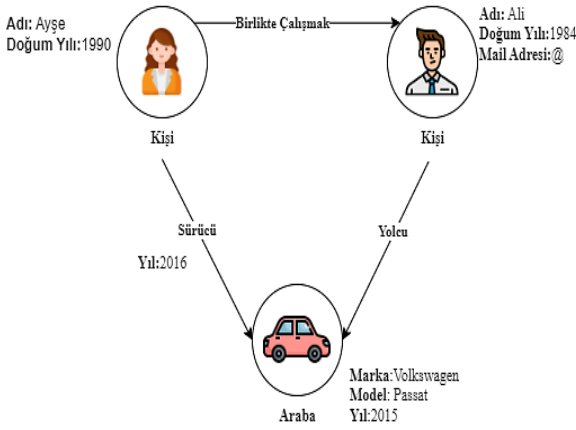 Adı: Ayşe
Doğum Yılı:1990
Birlikte Çalışmak
Adı: Ali
Doğum Yılı:1984
Mail Adresi:@
Kişi
Kişi
Sürücü
Yolcu
Yıl:2016
Araba
Marka:Volkswagen
Model: Passat
Yıl:2015